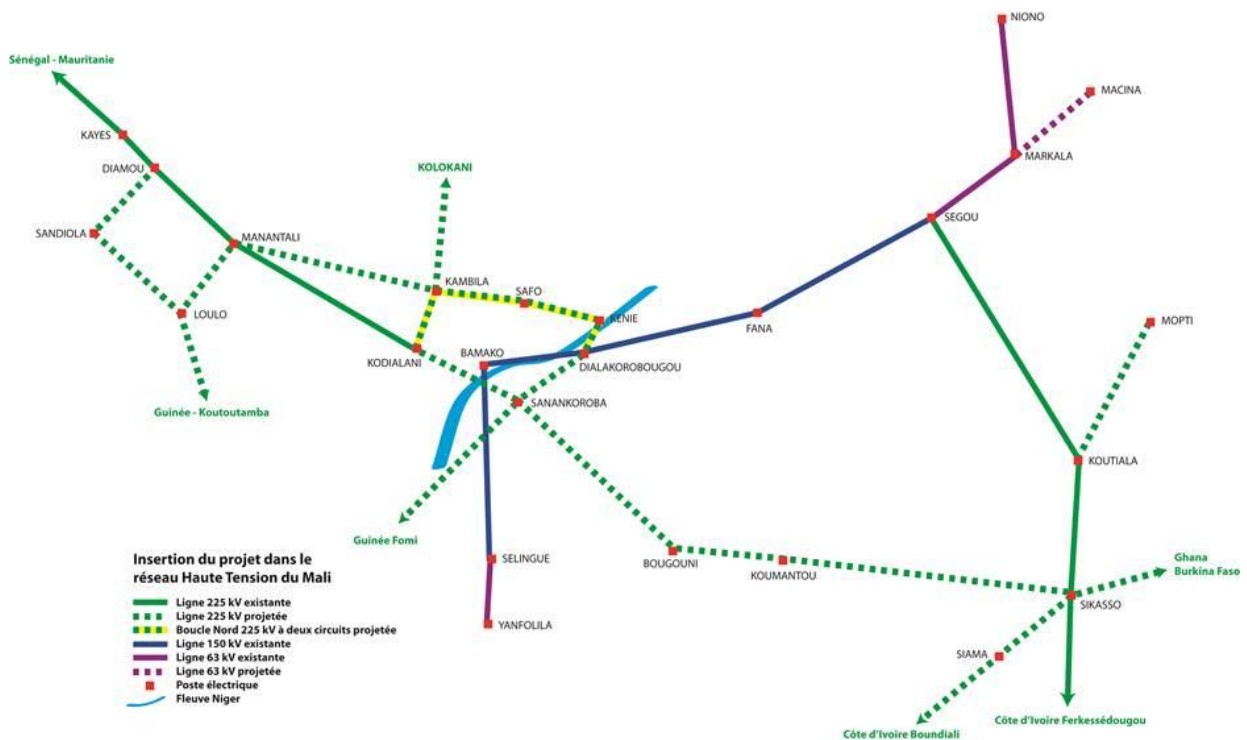 NIONO
Sénégal - Mauritanie
MACINA
KAYES
MARKALA
DIAMOU
KOLOKANI
SEGOU
SANDIOLA
MANANTALI
KAMBILA
SAFO
LOULO
KENIE
MOPTI
FANA
BAMAKO
KODIALANI
DIALAKOROBOUGOU
SANANKOROBA
Guinée - Koutoutamba
KOUTIALA
Guinée Fomi
SELINGUE
BOUGOUNI
KOUMANTOU
Ghana
Burkina Faso
SIKASSO
YANFOLILA
SIAMA
Côte d'Ivoire Ferkessédougou
Côte d'Ivoire Boundiali
Insertion du projet dans le
réseau Haute Tension du Mali
Ligne 225 kV existante
Ligne 225 kV projetée
Boucle Nord 225 kV à deux circuits projetée
Ligne 150 kV existante
Ligne 63 kV existante
Ligne 63 kV projetée
Poste électrique
Fleuve Niger